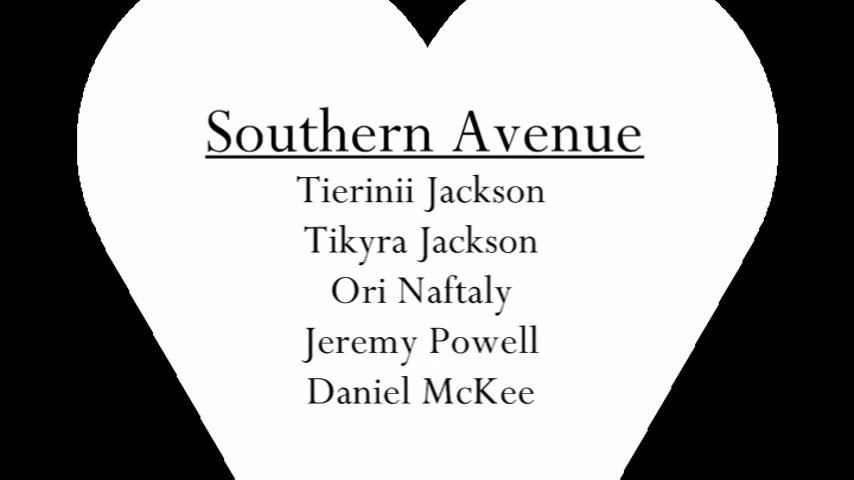 Southern Avenue
Tierinii Jackson
Tikyra Jackson
Ori Naftaly
Jeremy Powell
Daniel McKee